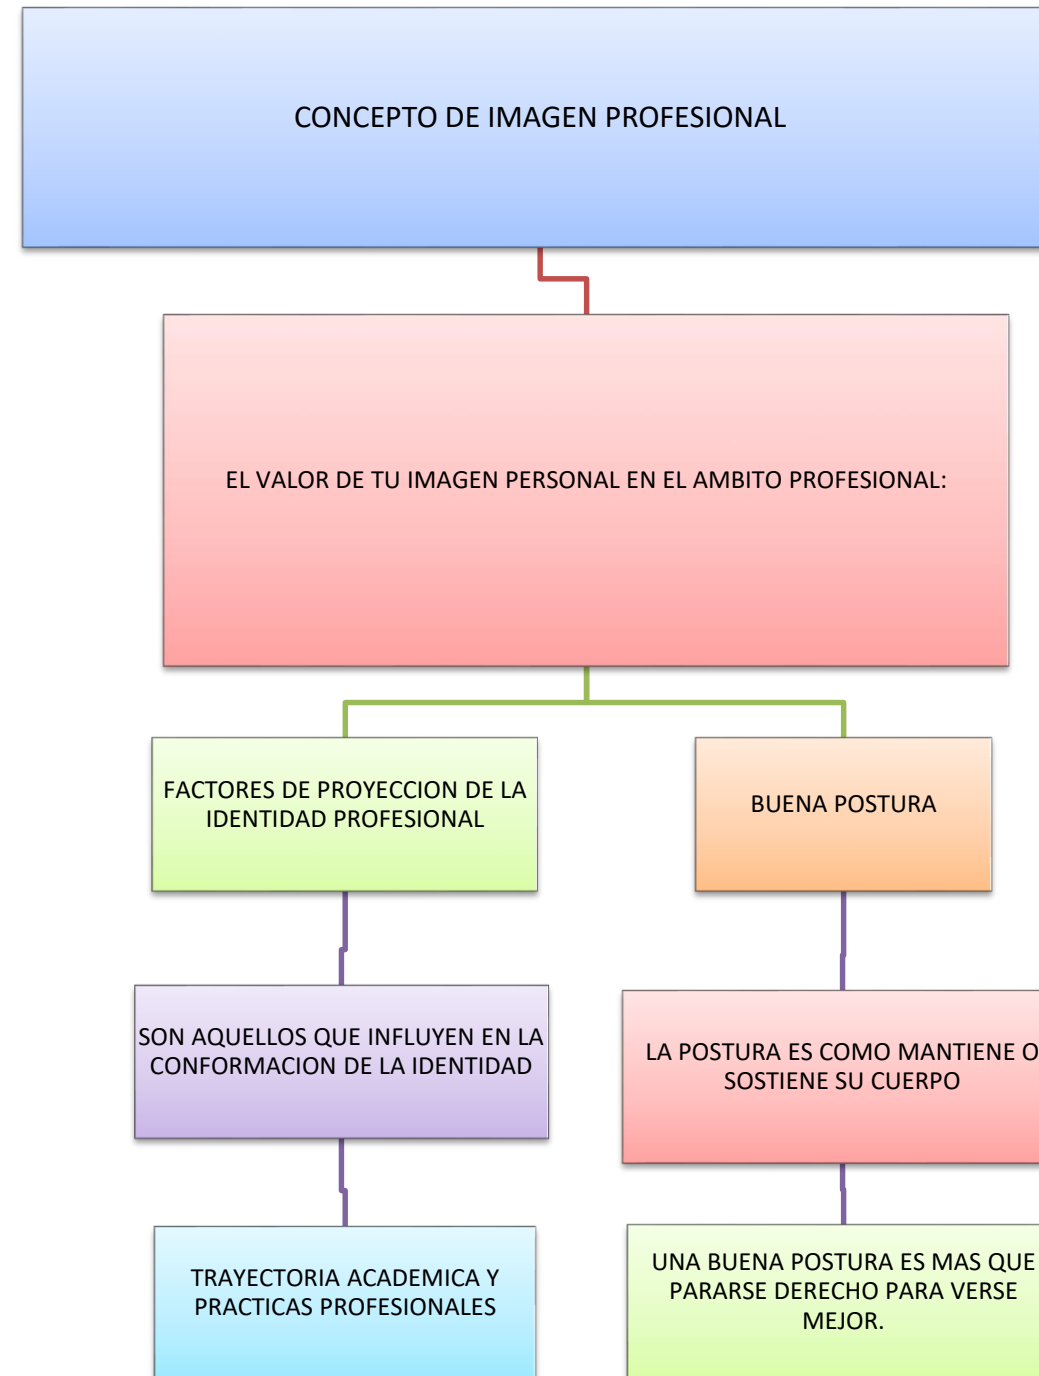 CONCEPTO DE IMAGEN PROFESIONAL
EL VALOR DE TU IMAGEN PERSONAL EN EL AMBITO PROFESIONAL:
FACTORES DE PROYECCION DE LA
IDENTIDAD PROFESIONAL
BUENA POSTURA
SON AQUELLOS QUE INFLUYEN EN LA
CONFORMACION DE LA IDENTIDAD
LA POSTURA ES COMO MANTIENE O
SOSTIENE SU CUERPO
TRAYECTORIA ACADEMICA Y
PRACTICAS PROFESIONALES
UNA BUENA POSTURA ES MAS QUE
PARARSE DERECHO PARA VERSE
MEJOR.